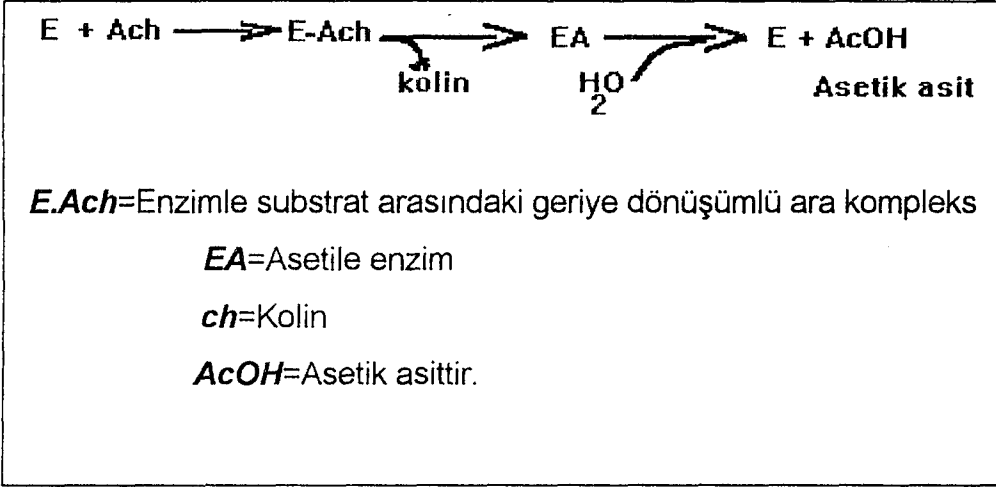 E + Ach → E-Ach → EA → E + AcOH
kolin H2O Asetik asit
E.Ach=Enzimle substrat arasındaki geriye dönüşümlü ara kompleks
EA=Asetile enzim
ch=Kolin
AcOH=Asetik asittir.